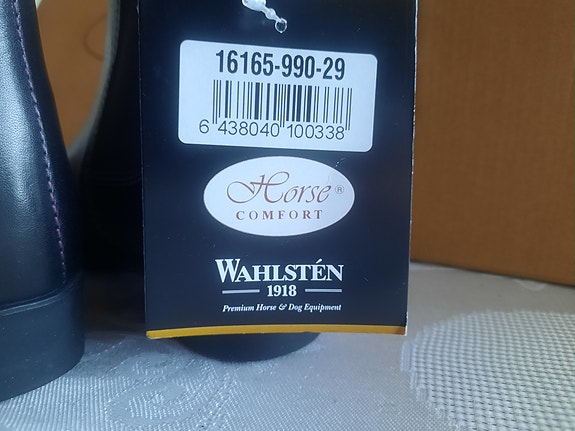 16165-990-29
6 438040 100338
Horse ®
COMFORT
WAHLSTÉN
1918
Premium Horse & Dog Equipment